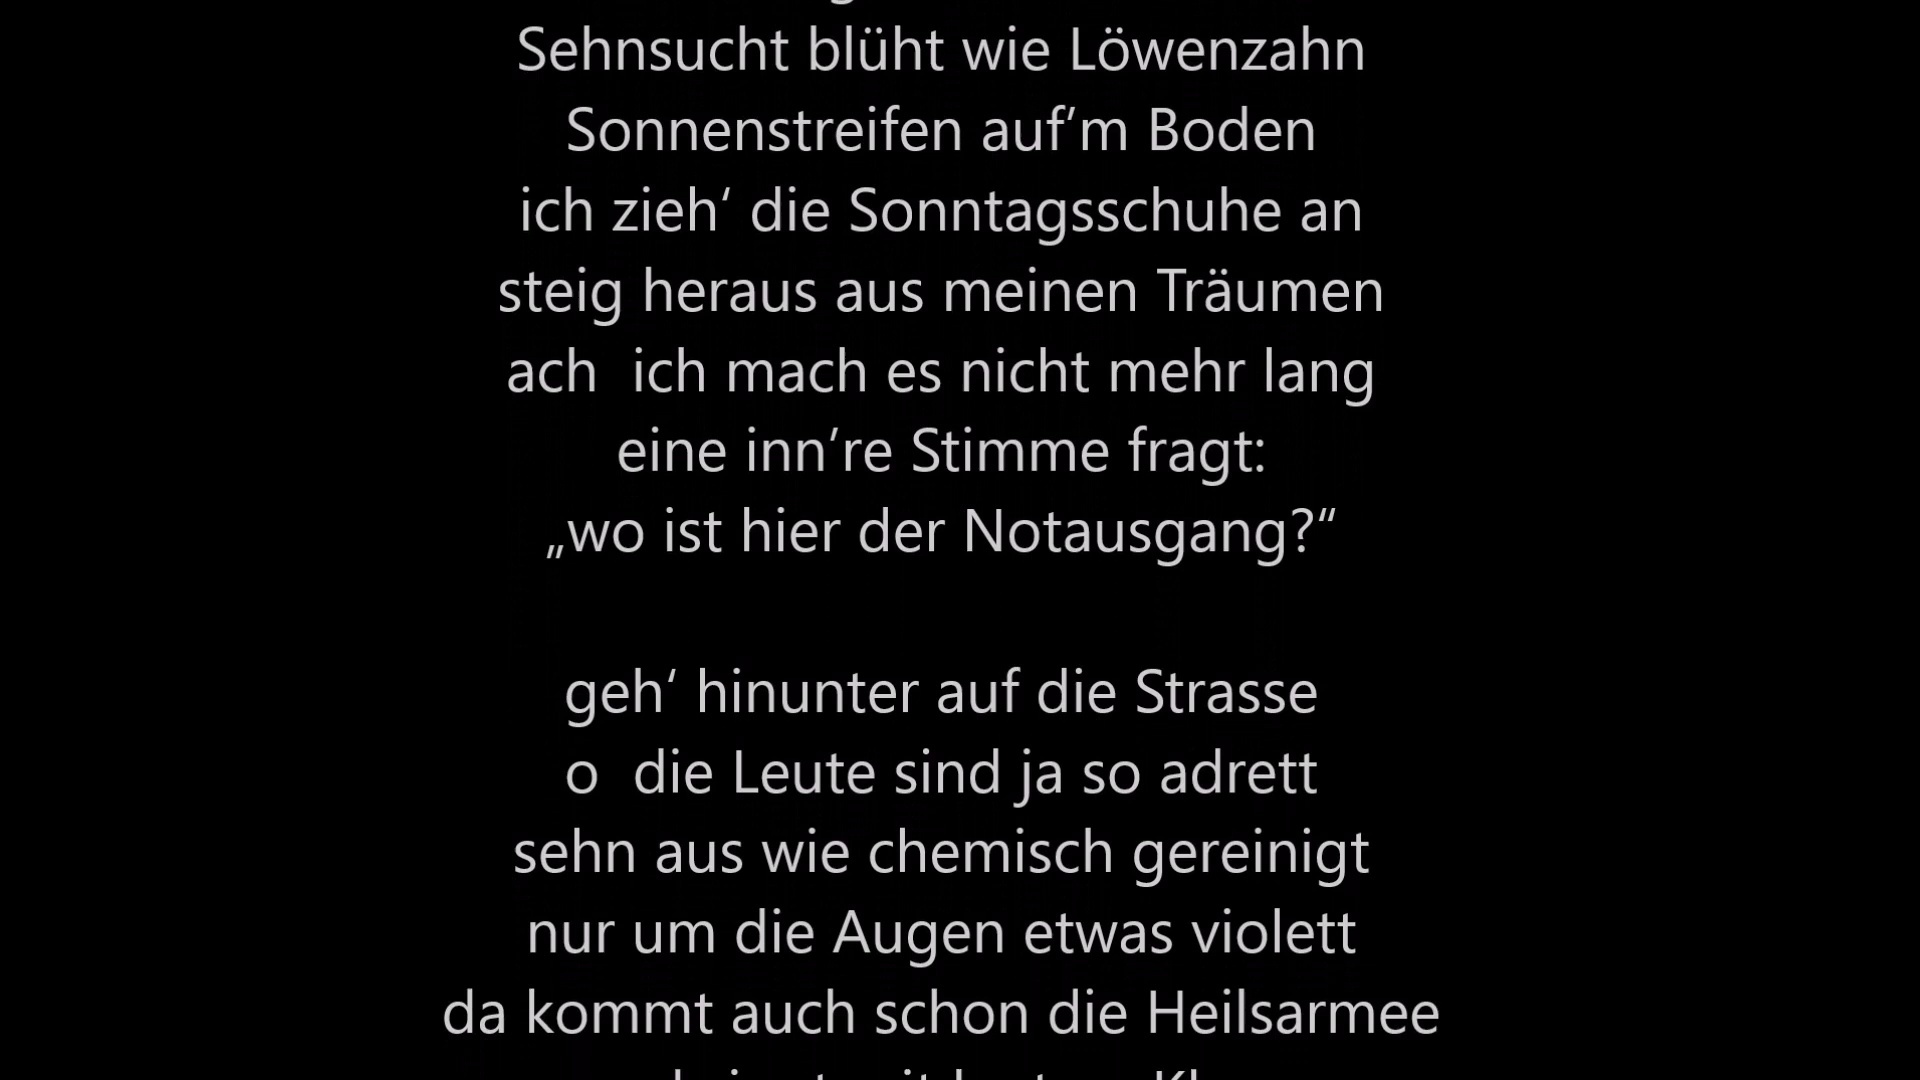 Sehnsucht blüht wie Löwenzahn
Sonnenstreifen auf’m Boden
ich zieh‘ die Sonntagsschuhe an
steig heraus aus meinen Träumen
ach  ich mach es nicht mehr lang
eine inn’re Stimme fragt:
„wo ist hier der Notausgang?“

geh‘ hinunter auf die Strasse
o  die Leute sind ja so adrett
sehn aus wie chemisch gereinigt
nur um die Augen etwas violett
da kommt auch schon die Heilsarmee